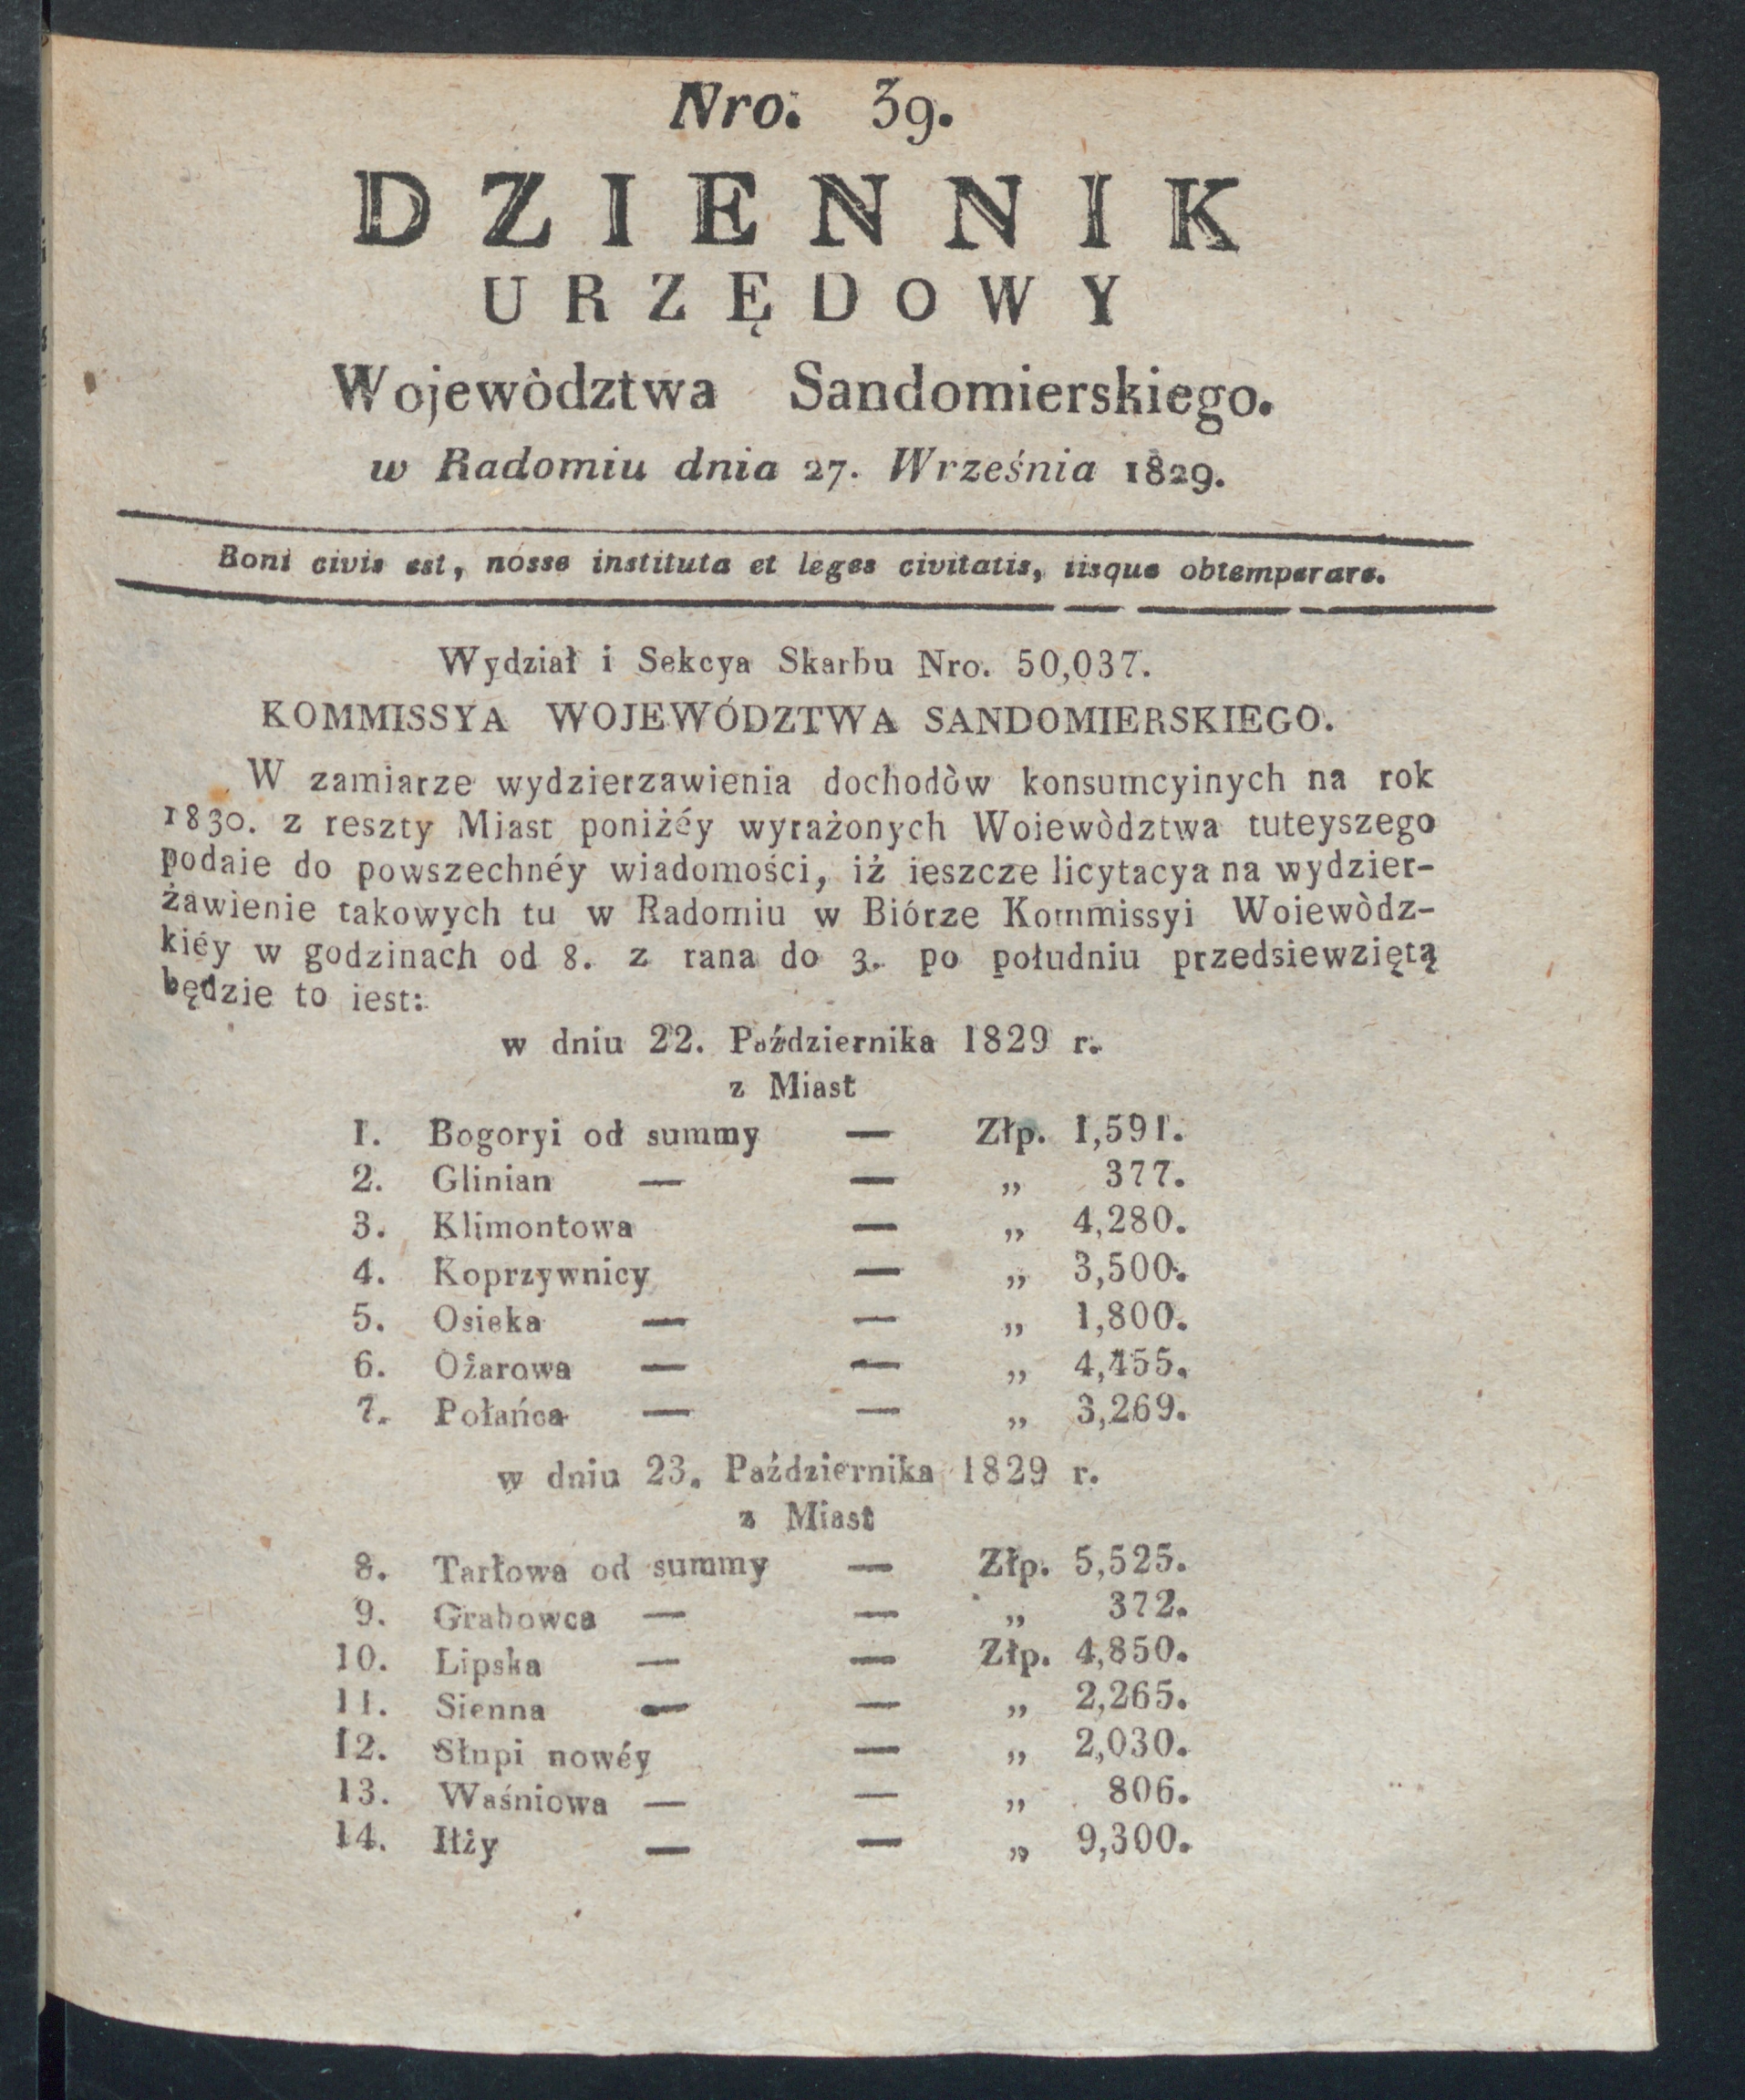 Nro. 39.
DZIENNIK
URZĘDOWY
Wojewòdztwa Sandomierskiego.
w Radomiu dnia 27. Września 1829.
Boni civis est, nosse instituta et leges civitatis, iisque obtemperare.
Wydział i Sekcya Skarbu Nro. 50,037.
KOMMISSYA WOJEWÓDZTWA SANDOMIERSKIEGO.
W zamiarze wydzierzawienia dochodòw konsumcyinych na rok
1830. z reszty Miast poniżéy wyrażonych Woiewòdztwa tuteyszego
podaie do powszechnéy wiadomości, iż ieszcze licytacya na wydzier-
żawienie takowych tu w Radomiu w Biórze Kommissyi Woiewòdz-
kiéy w godzinach od 8. z rana do 3. po południu przedsiewziętą
będzie to iest:
w dniu 22. Października 1829 r.
z Miast
1. Bogoryi od summy — Złp. 1,591.
2. Glinian — — „ 377.
3. Klimontowa — „ 4,280.
4. Koprzywnicy — „ 3,500.
5. Osieka — — „ 1,800.
6. Ożarowa — — „ 4,455.
7. Połańca — — „ 3,269.
w dniu 23. Października 1829 r.
z Miast
8. Tarłowa od summy — Złp. 5,525.
9. Grabowca — — „ 372.
10. Lipska — — Złp. 4,850.
11. Sienna — — „ 2,265.
12. Słupi nowéy — „ 2,030.
13. Waśniowa — — „ 806.
14. Iłży — — „ 9,300.